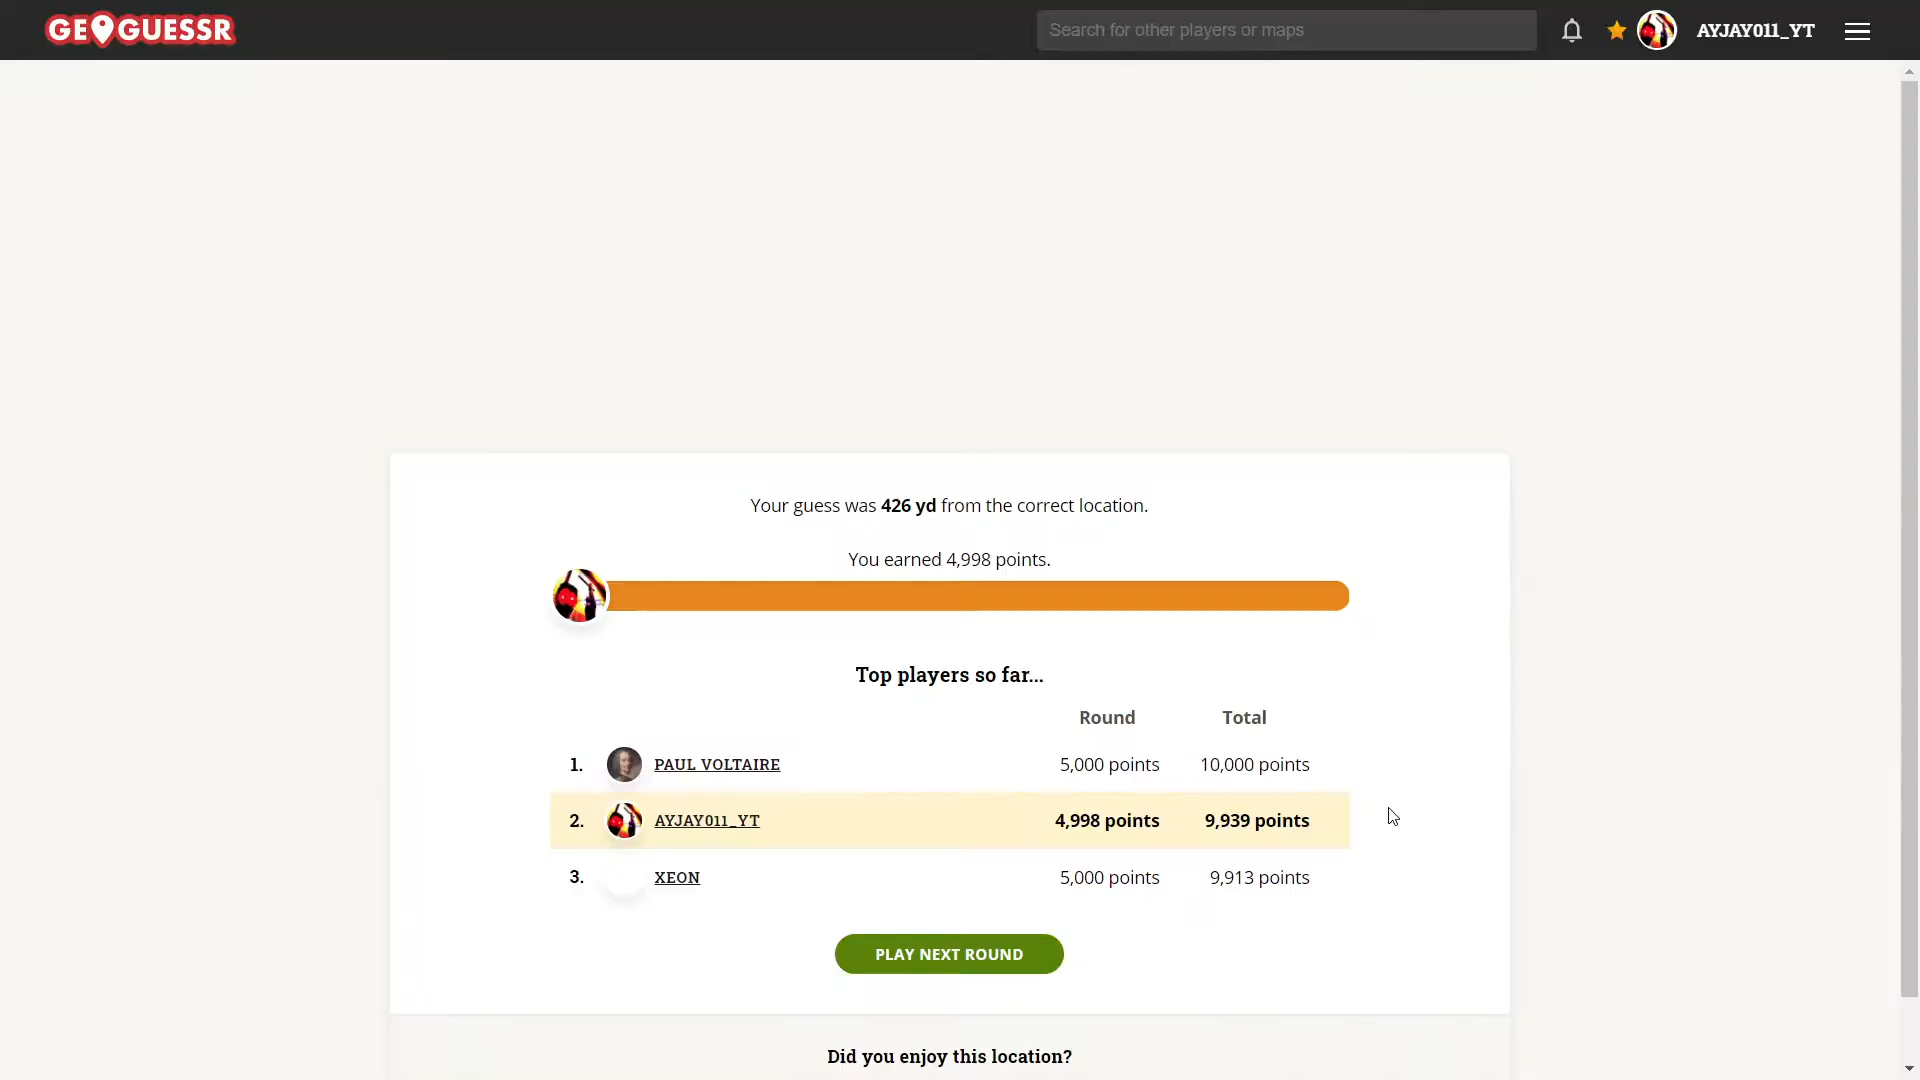 GEOGUESSR
Search for other players or maps
AYJAY011_YT
Your guess was 426 yd from the correct location.
You earned 4,998 points.
Top players so far...
Round Total
1. PAUL VOLTAIRE 5,000 points 10,000 points
2. AYJAY011_YT 4,998 points 9,939 points
3. XEON 5,000 points 9,913 points
PLAY NEXT ROUND
Did you enjoy this location?